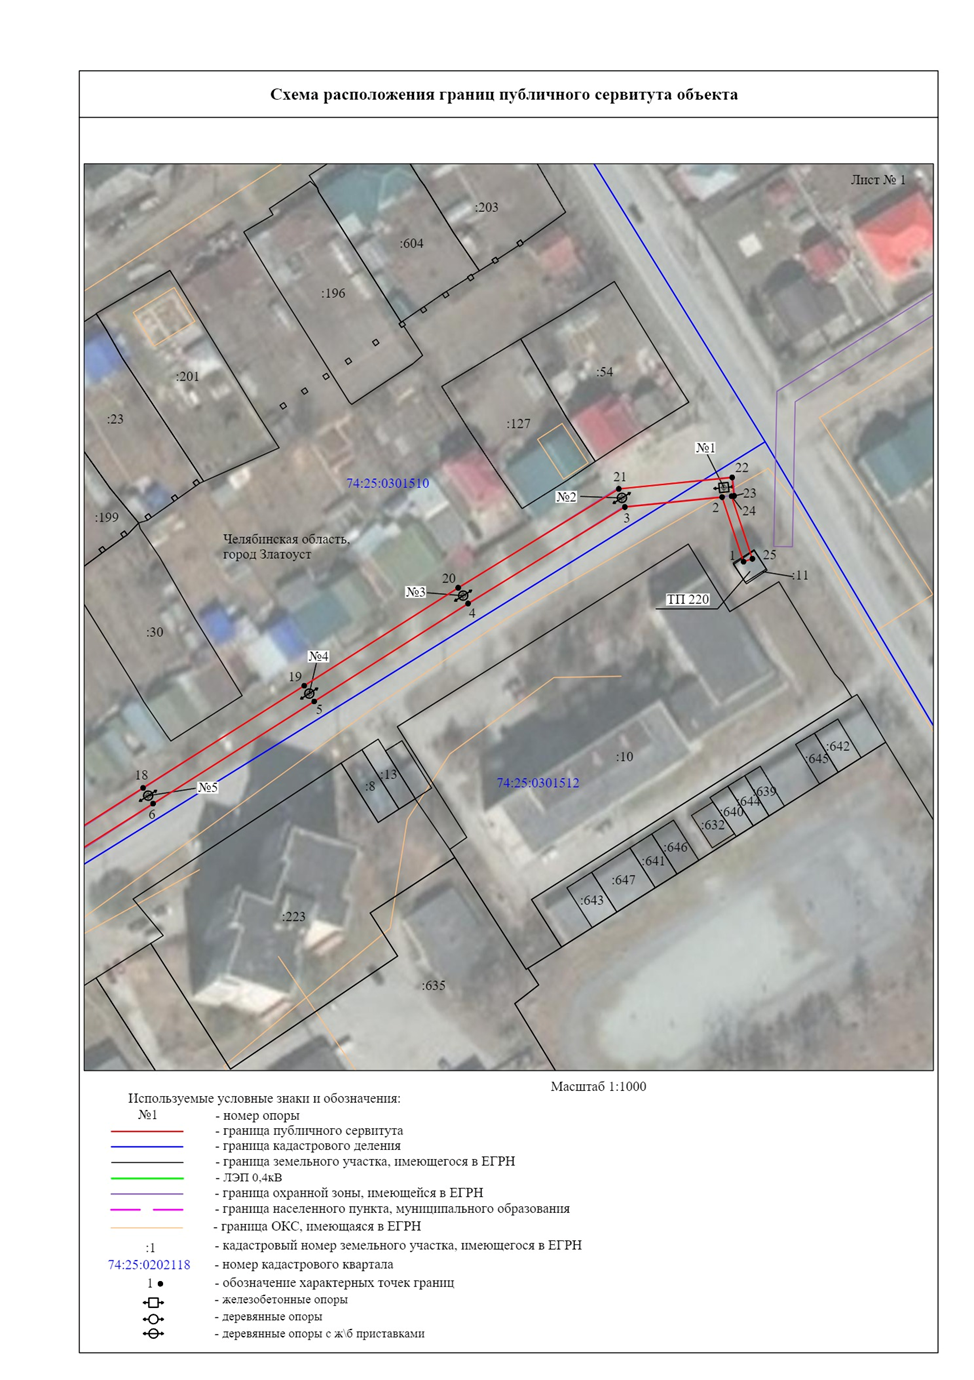 Схема расположения границ публичного сервитута объекта
Лист № 1
:203
:604
:196
:201
:23
:54
:127
№1
22
21
74:25:0301510
№2
2
23
24
3
:199
Челябинская область,
город Златоуст
1
25
:11
20
№3
4
ТП 220
:30
№4
19
5
:645
:642
:10
18
:13
:8
74:25:0301512
№5
6
:639
:644
:640
:632
:646
:641
:647
:643
:223
:635
Масштаб 1:1000
Используемые условные знаки и обозначения:
№1 - номер опоры
- граница публичного сервитута
- граница кадастрового деления
- граница земельного участка, имеющегося в ЕГРН
- ЛЭП 0,4кВ
- граница охранной зоны, имеющейся в ЕГРН
- граница населенного пункта, муниципального образования
- граница ОКС, имеющаяся в ЕГРН
:1 - кадастровый номер земельного участка, имеющегося в ЕГРН
74:25:0202118 - номер кадастрового квартала
1 - обозначение характерных точек границ
- железобетонные опоры
- деревянные опоры
- деревянные опоры с ж\б приставками